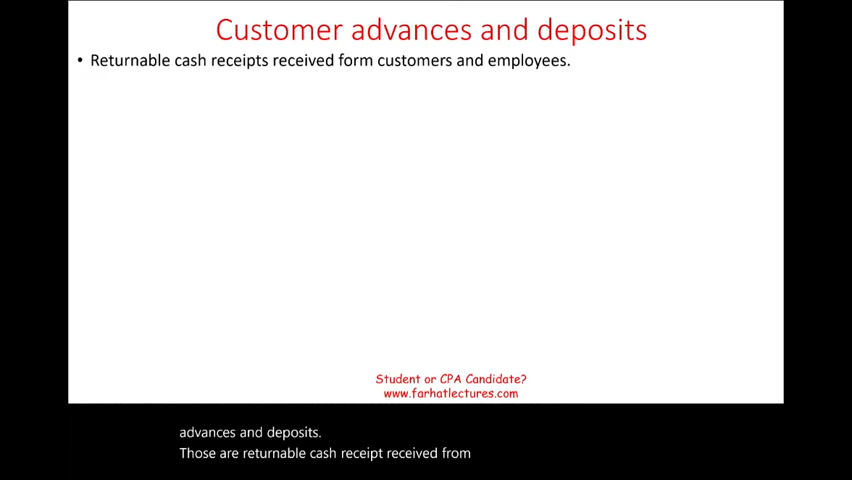 Customer advances and deposits
• Returnable cash receipts received form customers and employees.
Student or CPA Candidate?
www.farhatlectures.com
advances and deposits.
Those are returnable cash receipt received from